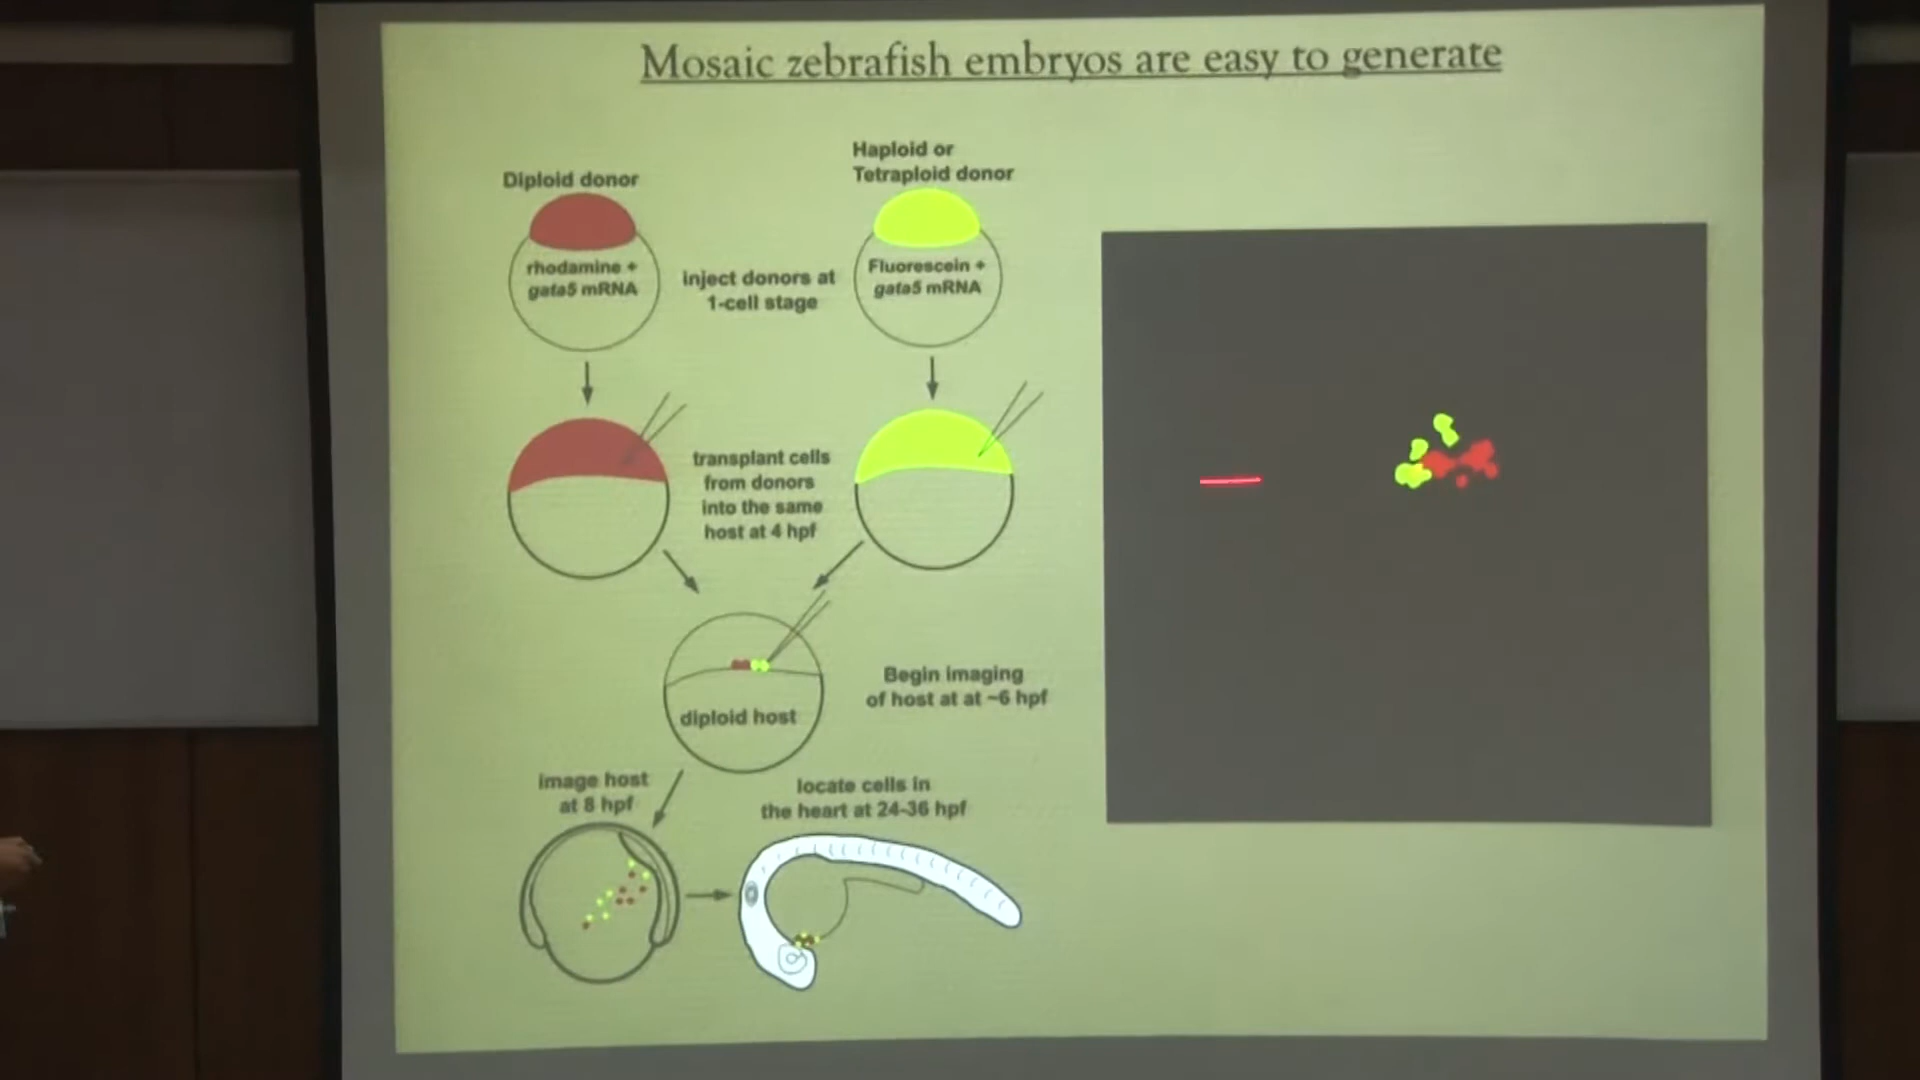 Mosaic zebrafish embryos are easy to generate
Diploid donor
Haploid or
Tetraploid donor
rhodamine +
gata5 mRNA
inject donors at
1-cell stage
Fluorescein +
gata5 mRNA
transplant cells
from donors
into the same
host at 4 hpf
diploid host
Begin imaging
of host at at ~6 hpf
image host
at 8 hpf
locate cells in
the heart at 24-36 hpf